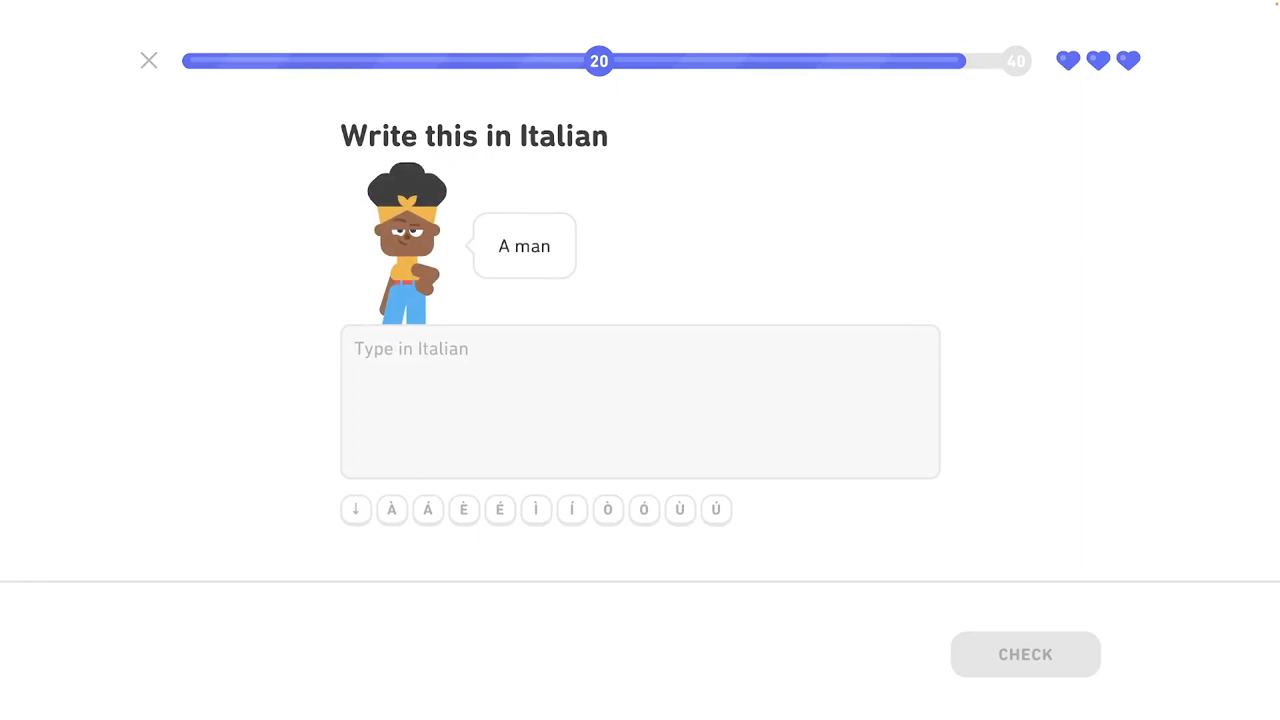 20
40
Write this in Italian
A man
Type in Italian
↓ À Á È É Ì Í Ò Ó Ù Ú
CHECK